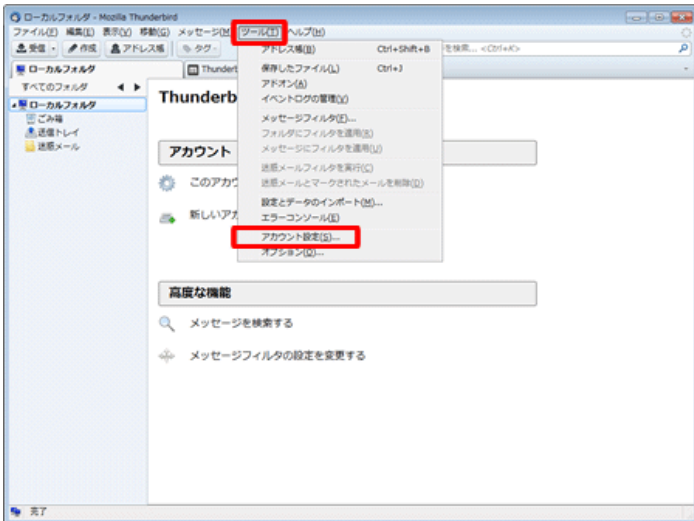 ローカルフォルダ - Mozilla Thunderbird
ファイル(F) 編集(E) 表示(V) 移動(G) メッセージ(M) ツール(T) ヘルプ(H)
受信 作成 アドレス帳 タグ 検索... <Ctrl+K>
ローカルフォルダ Thunderb
すべてのフォルダ
ローカルフォルダ
ごみ箱
送信トレイ
迷惑メール
Thunderb
アカウント
このアカウ
新しいアカ
高度な機能
メッセージを検索する
メッセージフィルタの設定を変更する
アドレス帳(B) Ctrl+Shift+B
保存したファイル(L) Ctrl+J
アドオン(A)
イベントログの管理(V)
メッセージフィルタ(F)...
フォルダにフィルタを適用(R)
メッセージにフィルタを適用(U)
迷惑メールフィルタを実行(C)
迷惑メールとマークされたメールを削除(D)
設定とデータのインポート(M)...
エラーコンソール(E)
アカウント設定(S)...
オプション(O)...
完了